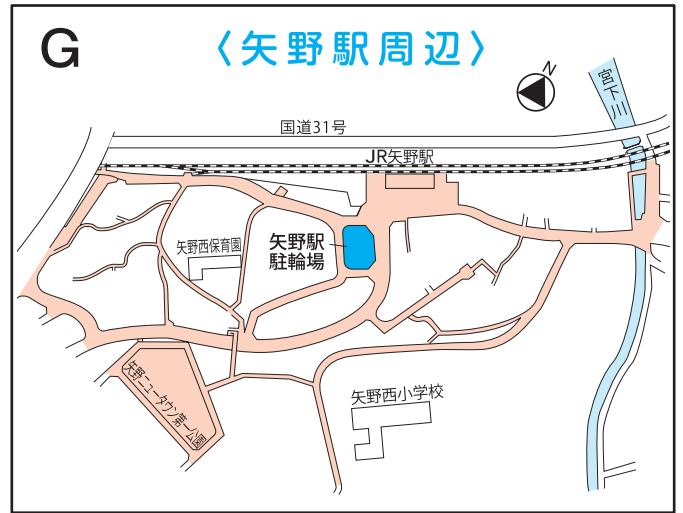 G
〈矢野駅周辺〉
N
宮下川
国道31号
JR矢野駅
矢野西保育園
矢野駅
駐輪場
矢野ニュータウン第一公園
矢野西小学校